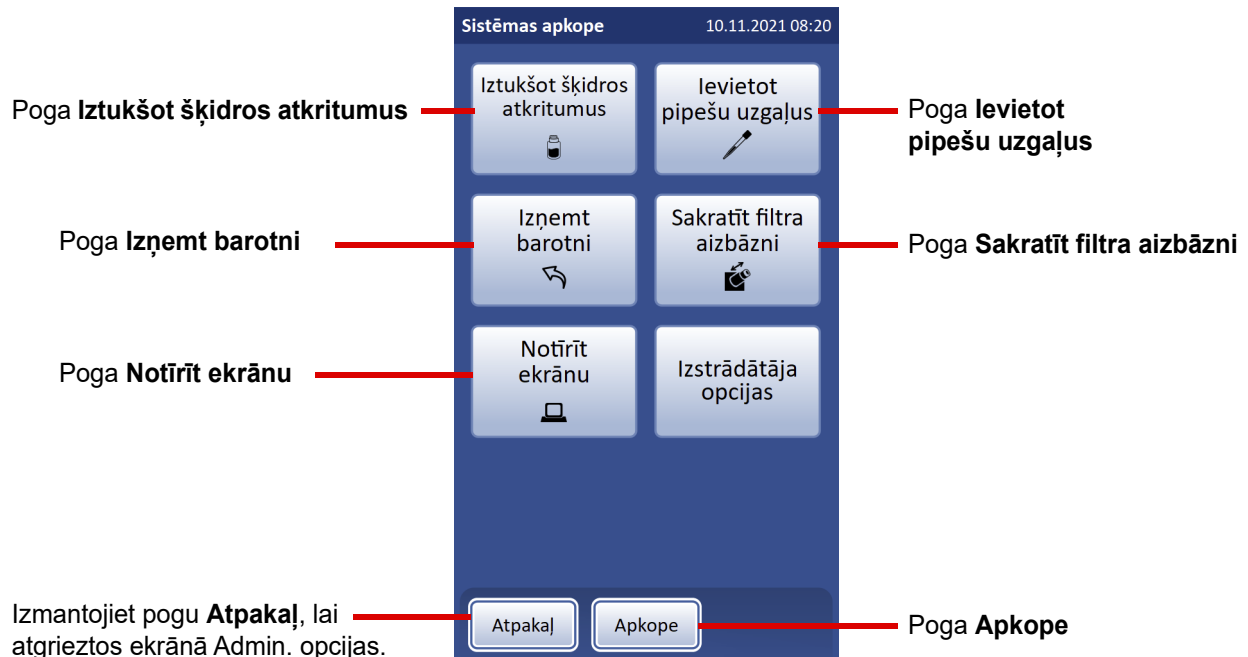 Sistēmas apkope 10.11.2021 08:20
Poga Iztukšot šķidros atkritumus
Iztukšot šķidros
atkritumus
Ievietot
pipešu uzgaļus
Poga Ievietot
pipešu uzgaļus
Poga Izņemt barotni
Izņemt
barotni
Sakratīt filtra
aizbāzni
Poga Sakratīt filtra aizbāzni
Poga Notīrīt ekrānu
Notīrīt
ekrānu
Izstrādātāja
opcijas
Izmantojiet pogu Atpakaļ, lai
atgrieztos ekrānā Admin. opcijas.
Atpakaļ
Apkope
Poga Apkope